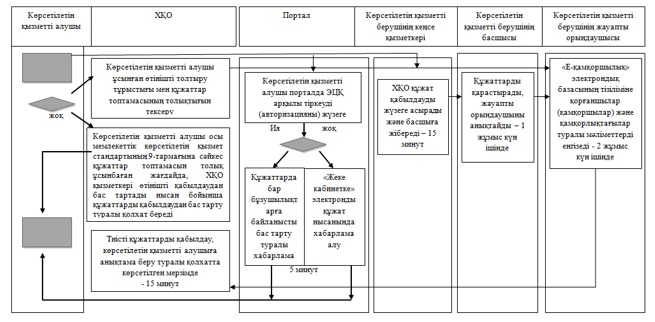 Көрсетілетін
қызметті алушы
ХҚО
Портал
Көрсетілетін қызметті
берушінің кеңсе
қызметкері
Көрсетілетін
қызметті берушінің
басшысы
Көрсетілетін қызметті
берушінің жауапты
орындаушысы
жоқ
Көрсетілетін қызметті алушы
ұсынған өтінішті толтыру
тұрыстығы мен құжаттар
топтамасының толықтығын
тексеру
Көрсетілетін қызметті алушы осы
мемлекеттік көрсетілетін қызмет
стандартының 9-тармағына сәйкес
құжаттар топтамасын толық
ұсынбаған жағдайда, ХҚО
қызметкері өтінішті қабылдаудан
бас тартады нысан бойынша
құжаттарды қабылдаудан бас тарту
туралы қолхат береді
Тиісті құжаттарды қабылдау,
көрсетілетін қызметті алушыға
анықтама беру туралы қолхатта
көрсетілген мерзімде
- 15 минут
Көрсетілетін қызметті
алушы порталда ЭЦҚ
арқылы тіркеуді
(авторизацияны) жүзеге
Ия
жоқ
Құжаттарда
бар
бұзушылықт
арға
байланысты
бас тарту
туралы
хабарлама
«Жеке
кабинетке»
электронды
құжат
нысанында
хабарлама
алу
5 минут
ХҚО құжат
қабылдауды
жүзеге асырады
және басшыға
жібереді – 15
минут
Құжаттарды
қарастырады,
жауапты
орындаушыны
анықтайды – 1
жұмыс күн
ішінде
«Е-қамқоршылық»
электрондық
базасының тізіліміне
қорғаншылар
(қамқоршылар) және
қамқорлықтағылар
туралы мәліметтерді
енгізеді - 2 жұмыс
күн ішінде